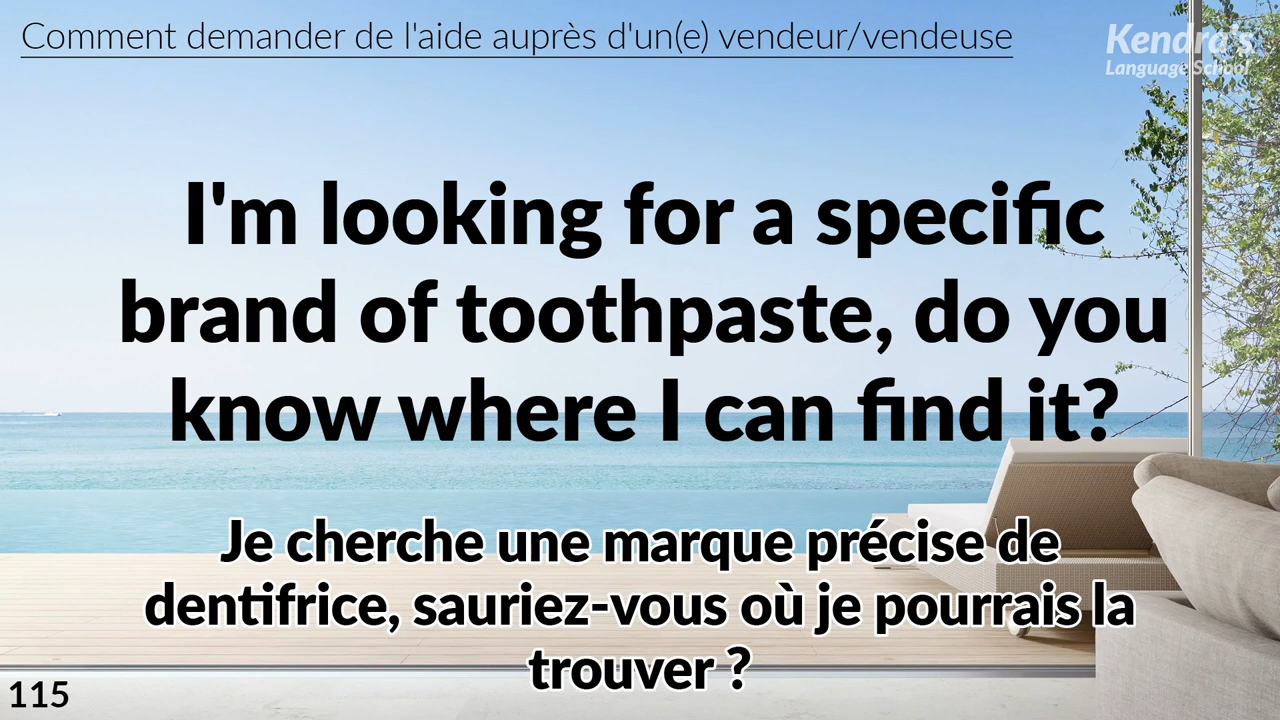 Comment demander de l'aide auprès d'un(e) vendeur/vendeuse
Kendra's
Language School
I'm looking for a specific
brand of toothpaste, do you
know where I can find it?
Je cherche une marque précise de
dentifrice, sauriez-vous où je pourrais la
trouver ?
115